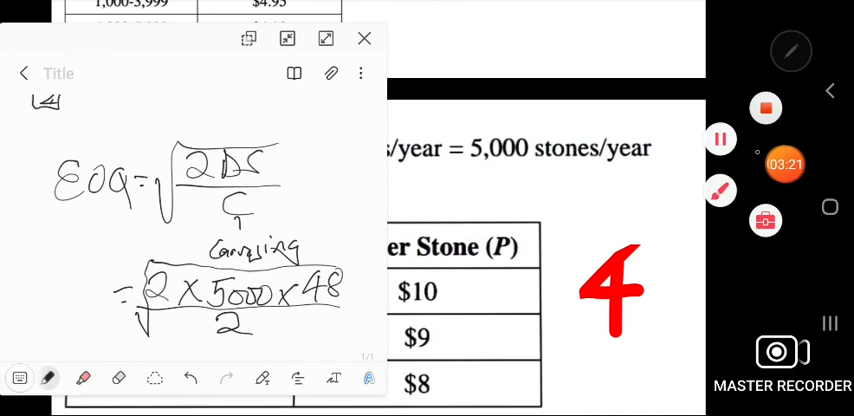 1,000-3,999 $4.95
03:21
Title
(4)
EOQ = √2DS/C
Carrying
s/year = 5,000 stones/year
= √2 × 5000 × 48/2
er Stone (P)
$10
$9
$8
4
1/1
MASTER RECORDER